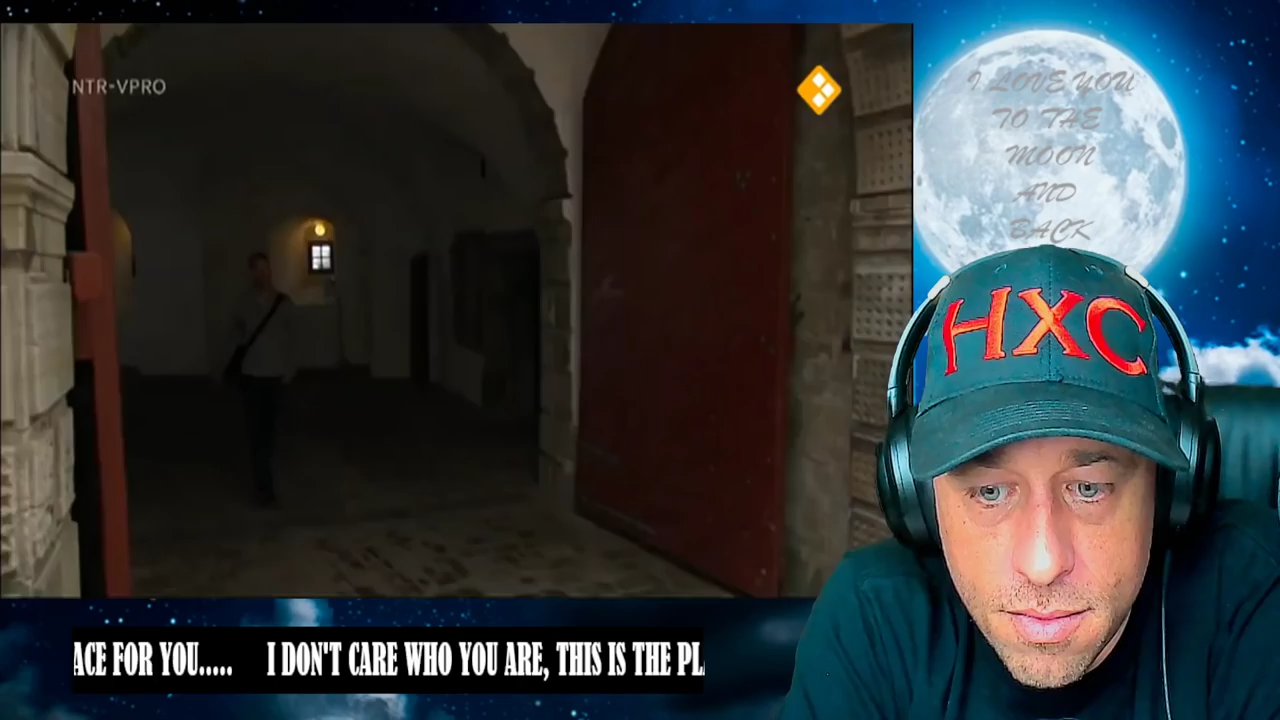 NTR-VPRO
I LOVE YOU
TO THE
MOON
AND
BACK
HXC
ACE FOR YOU..... I DON'T CARE WHO YOU ARE, THIS IS THE PL